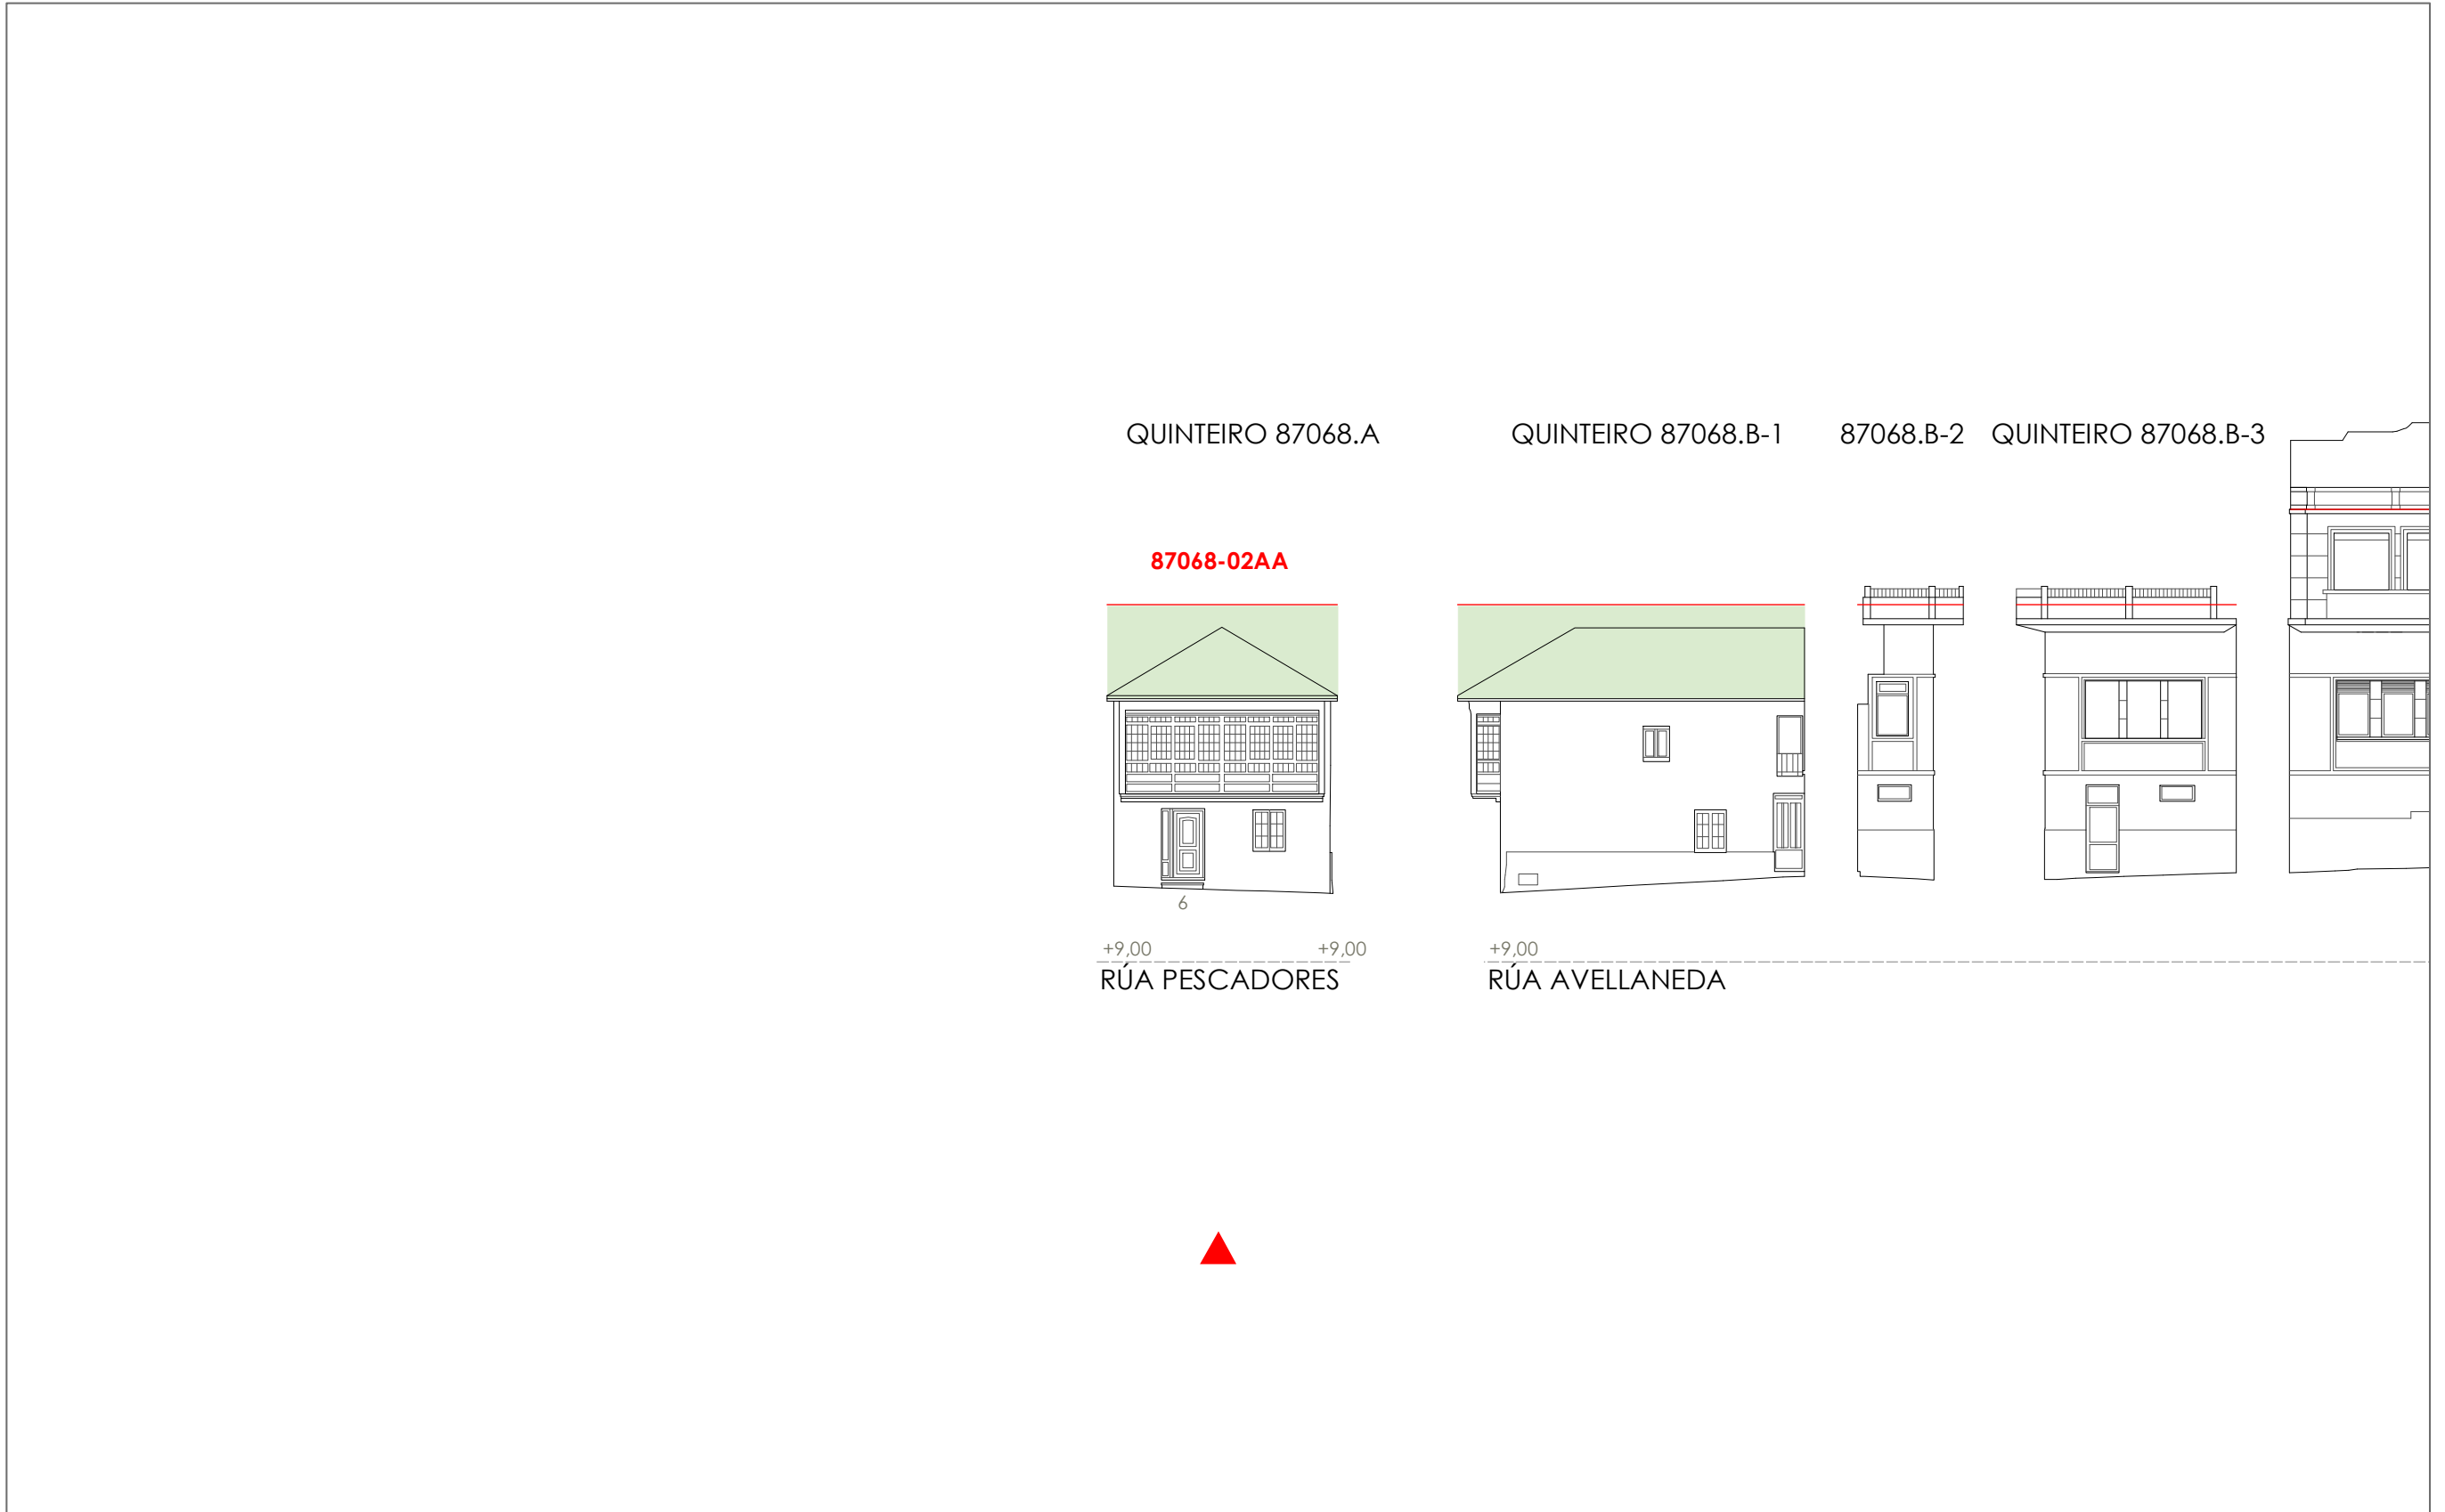 QUINTEIRO 87068.A
QUINTEIRO 87068.B-1
87068.B-2
QUINTEIRO 87068.B-3
87068-02AA
6
+9,00
+9,00
+9,00
RÚA PESCADORES
RÚA AVELLANEDA